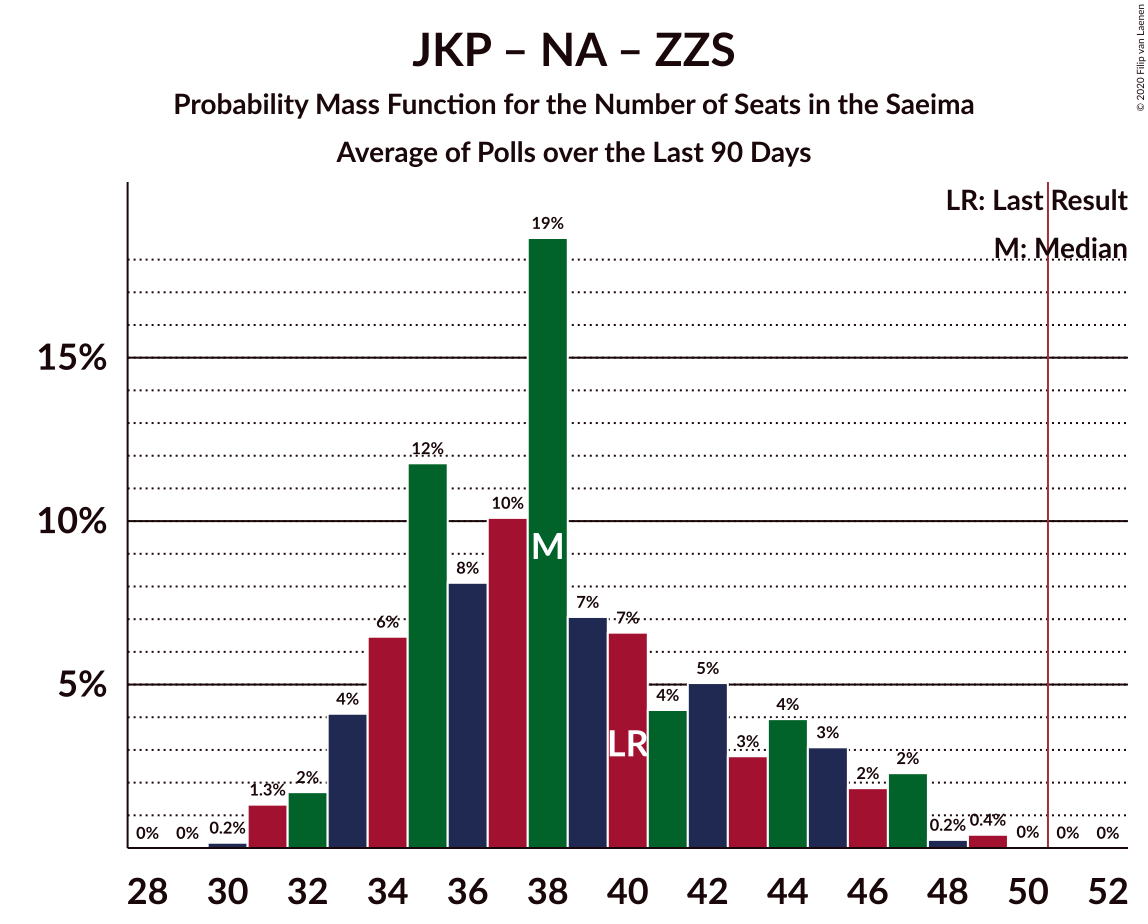 JKP – NA – ZZS
Probability Mass Function for the Number of Seats in the Saeima
Average of Polls over the Last 90 Days
© 2020 Filip van Laenen
LR: Last Result
M: Median
15%
10%
5%
0% 0% 0.2% 1.3% 2% 4% 6% 12% 8% 10% 19% 7% 7% 4% 5% 3% 4% 3% 2% 2% 0.2% 0.4% 0% 0% 0%
M
LR
28 30 32 34 36 38 40 42 44 46 48 50 52